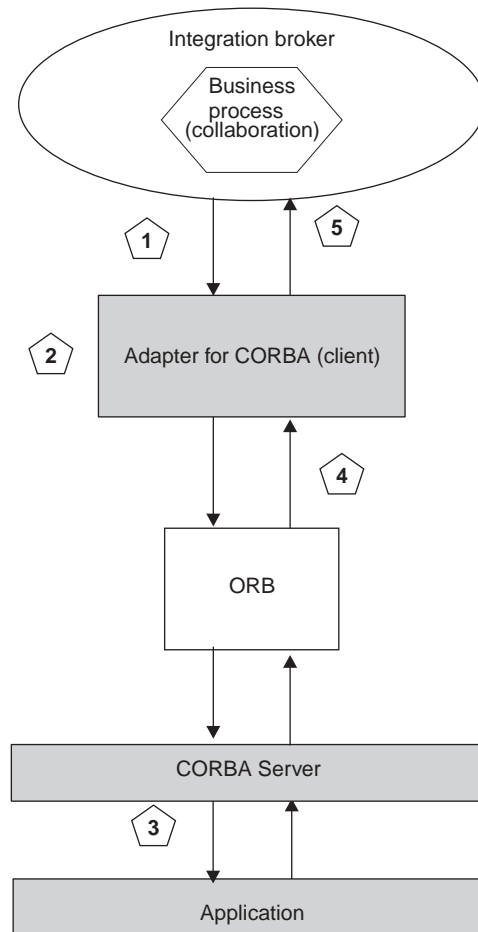 Integration broker
Business
process
(collaboration)
1
5
2
Adapter for CORBA (client)
4
ORB
CORBA Server
3
Application